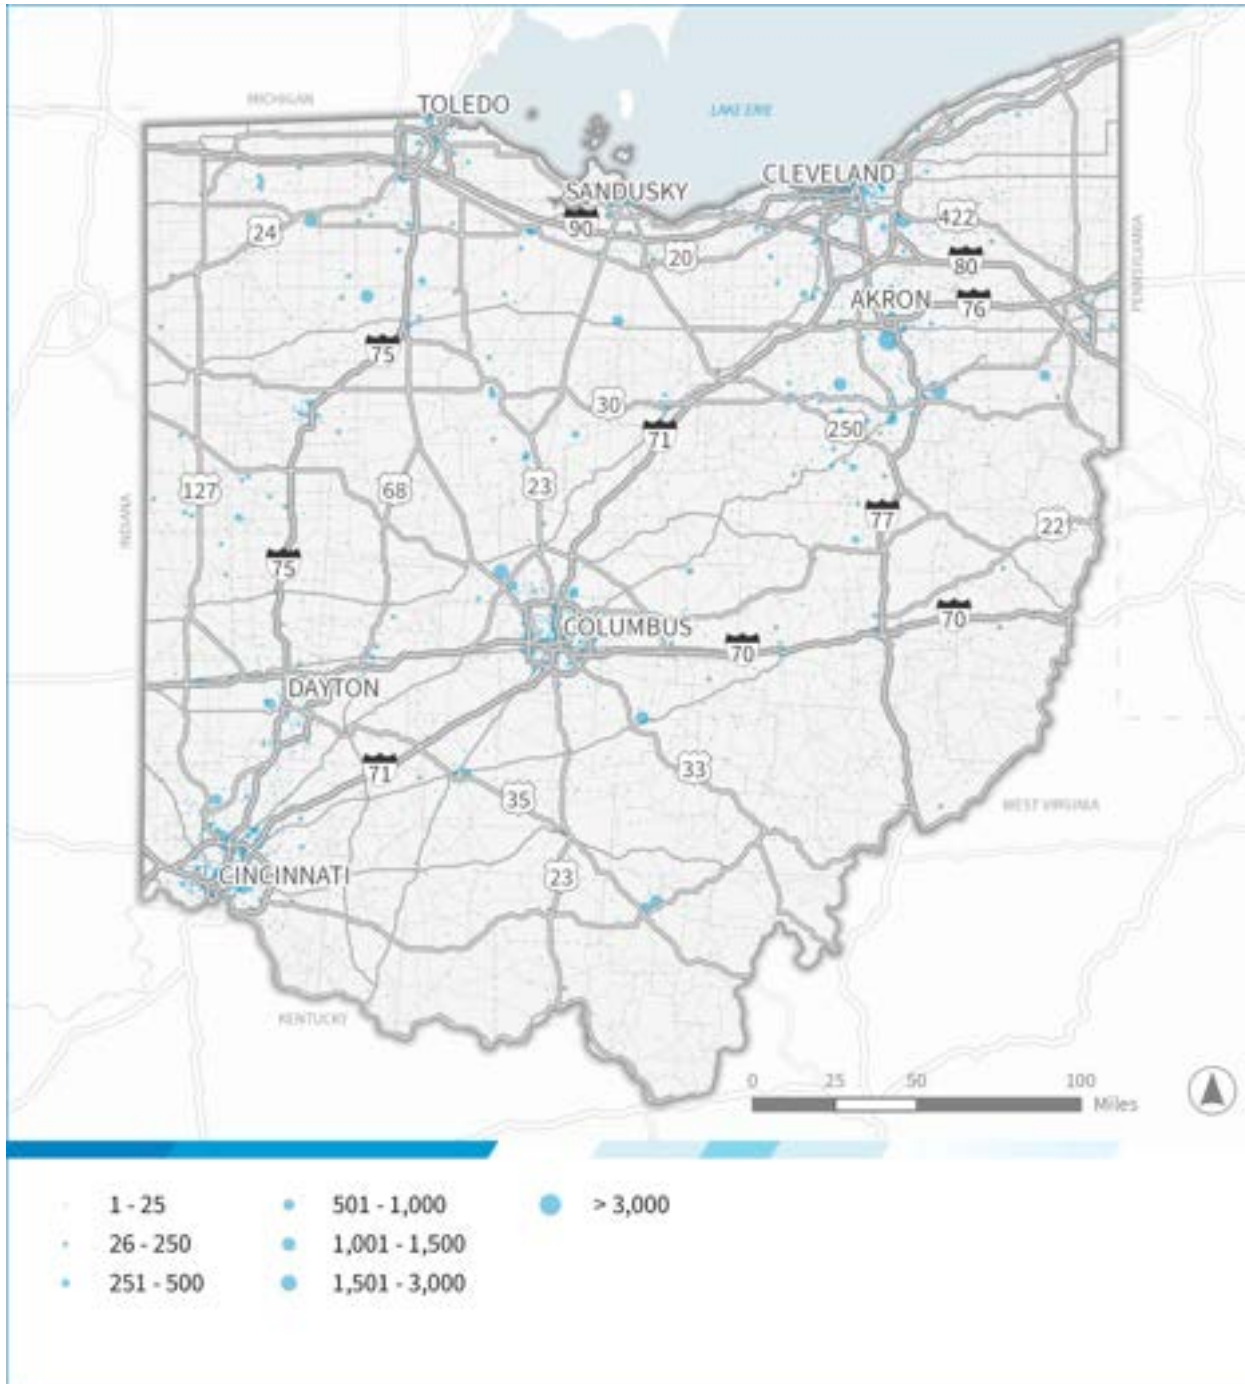 MICHIGAN
TOLEDO
LAKE ERIE
CLEVELAND
SANDUSKY
90
24
422
20
80
PENNSYLVANIA
AKRON
76
75
30
71
250
127
68
23
77
22
INDIANA
75
COLUMBUS
70
70
DAYTON
71
33
35
WEST VIRGINIA
CINCINNATI
23
KENTUCKY
0 25 50 100
Miles
1 - 25
26 - 250
251 - 500
501 - 1,000
1,001 - 1,500
1,501 - 3,000
> 3,000